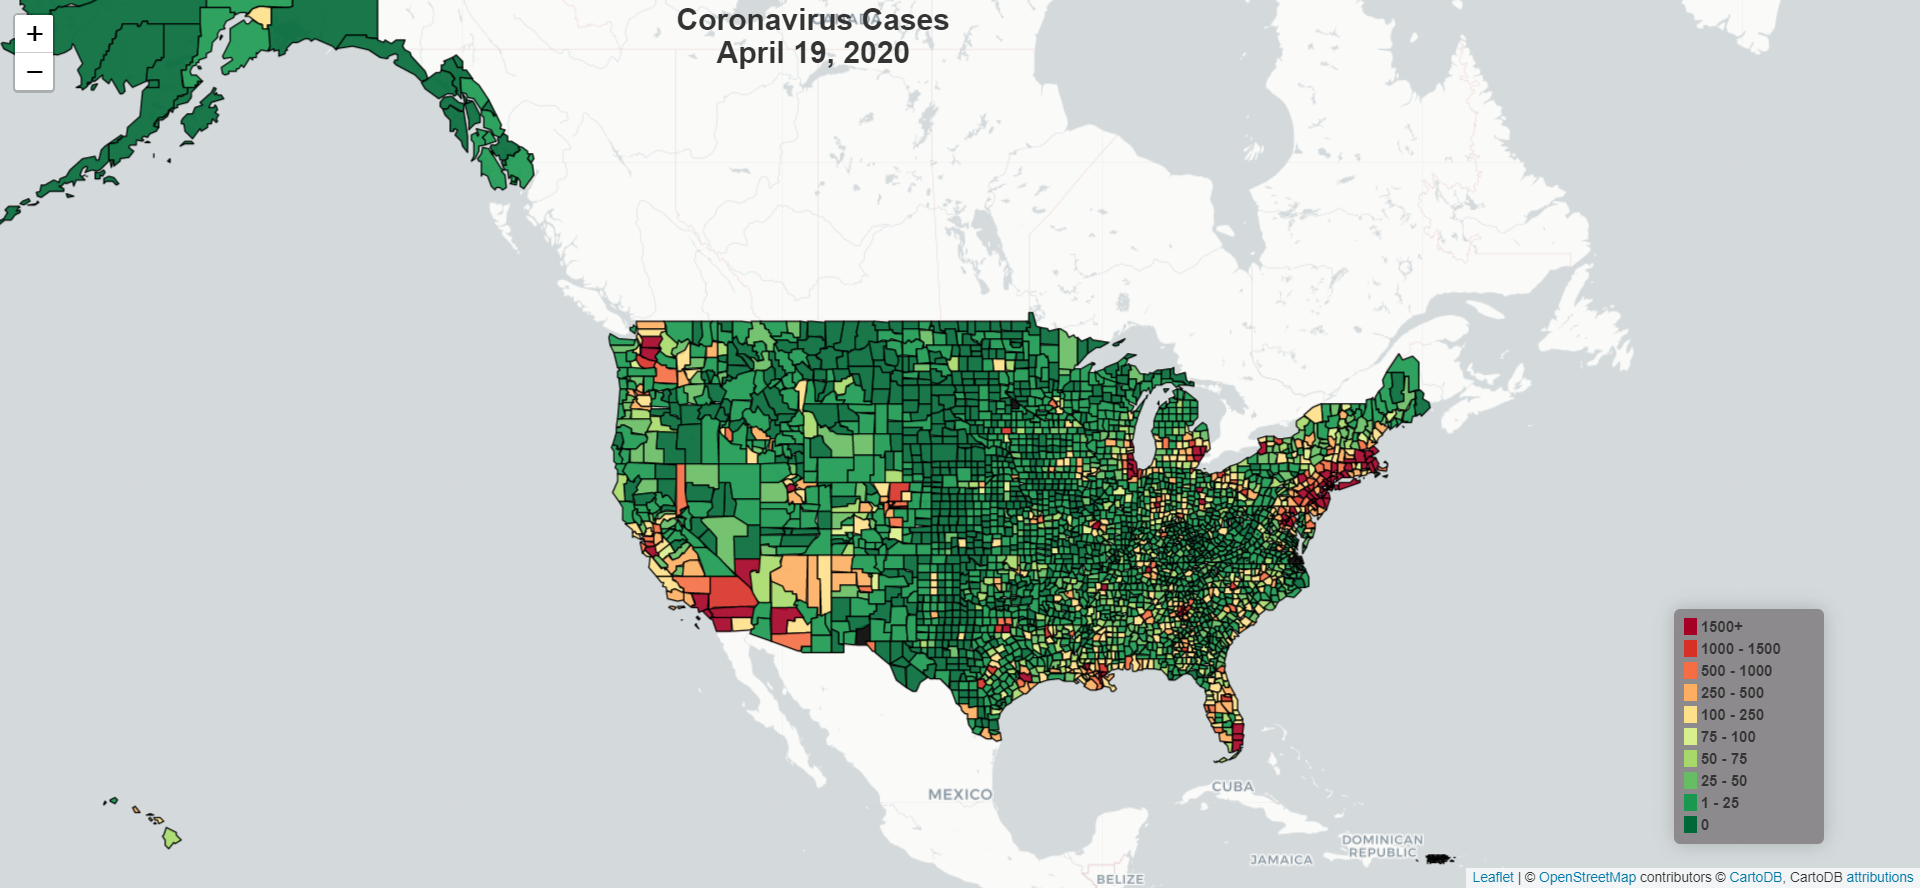 +
−
CANADA
Coronavirus Cases
April 19, 2020
1500+
1000 - 1500
500 - 1000
250 - 500
100 - 250
75 - 100
50 - 75
25 - 50
1 - 25
0
MEXICO
CUBA
DOMINICAN
REPUBLIC
JAMAICA
BELIZE
Leaflet | © OpenStreetMap contributors © CartoDB, CartoDB attributions